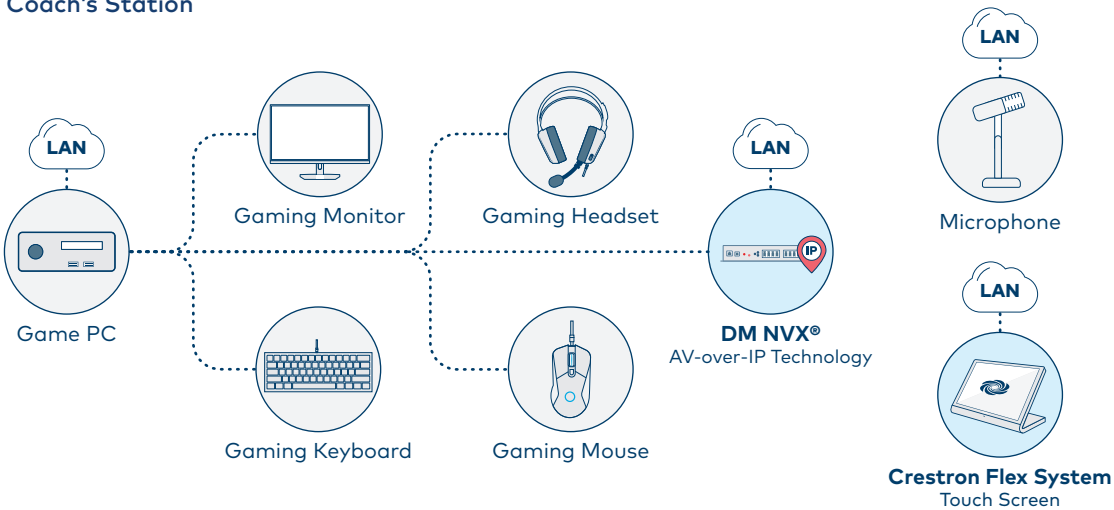 Coach's Station
LAN
LAN
LAN
Gaming Monitor
Gaming Headset
Microphone
IP
LAN
Game PC
DM NVX®
AV-over-IP Technology
Gaming Keyboard
Gaming Mouse
Crestron Flex System
Touch Screen